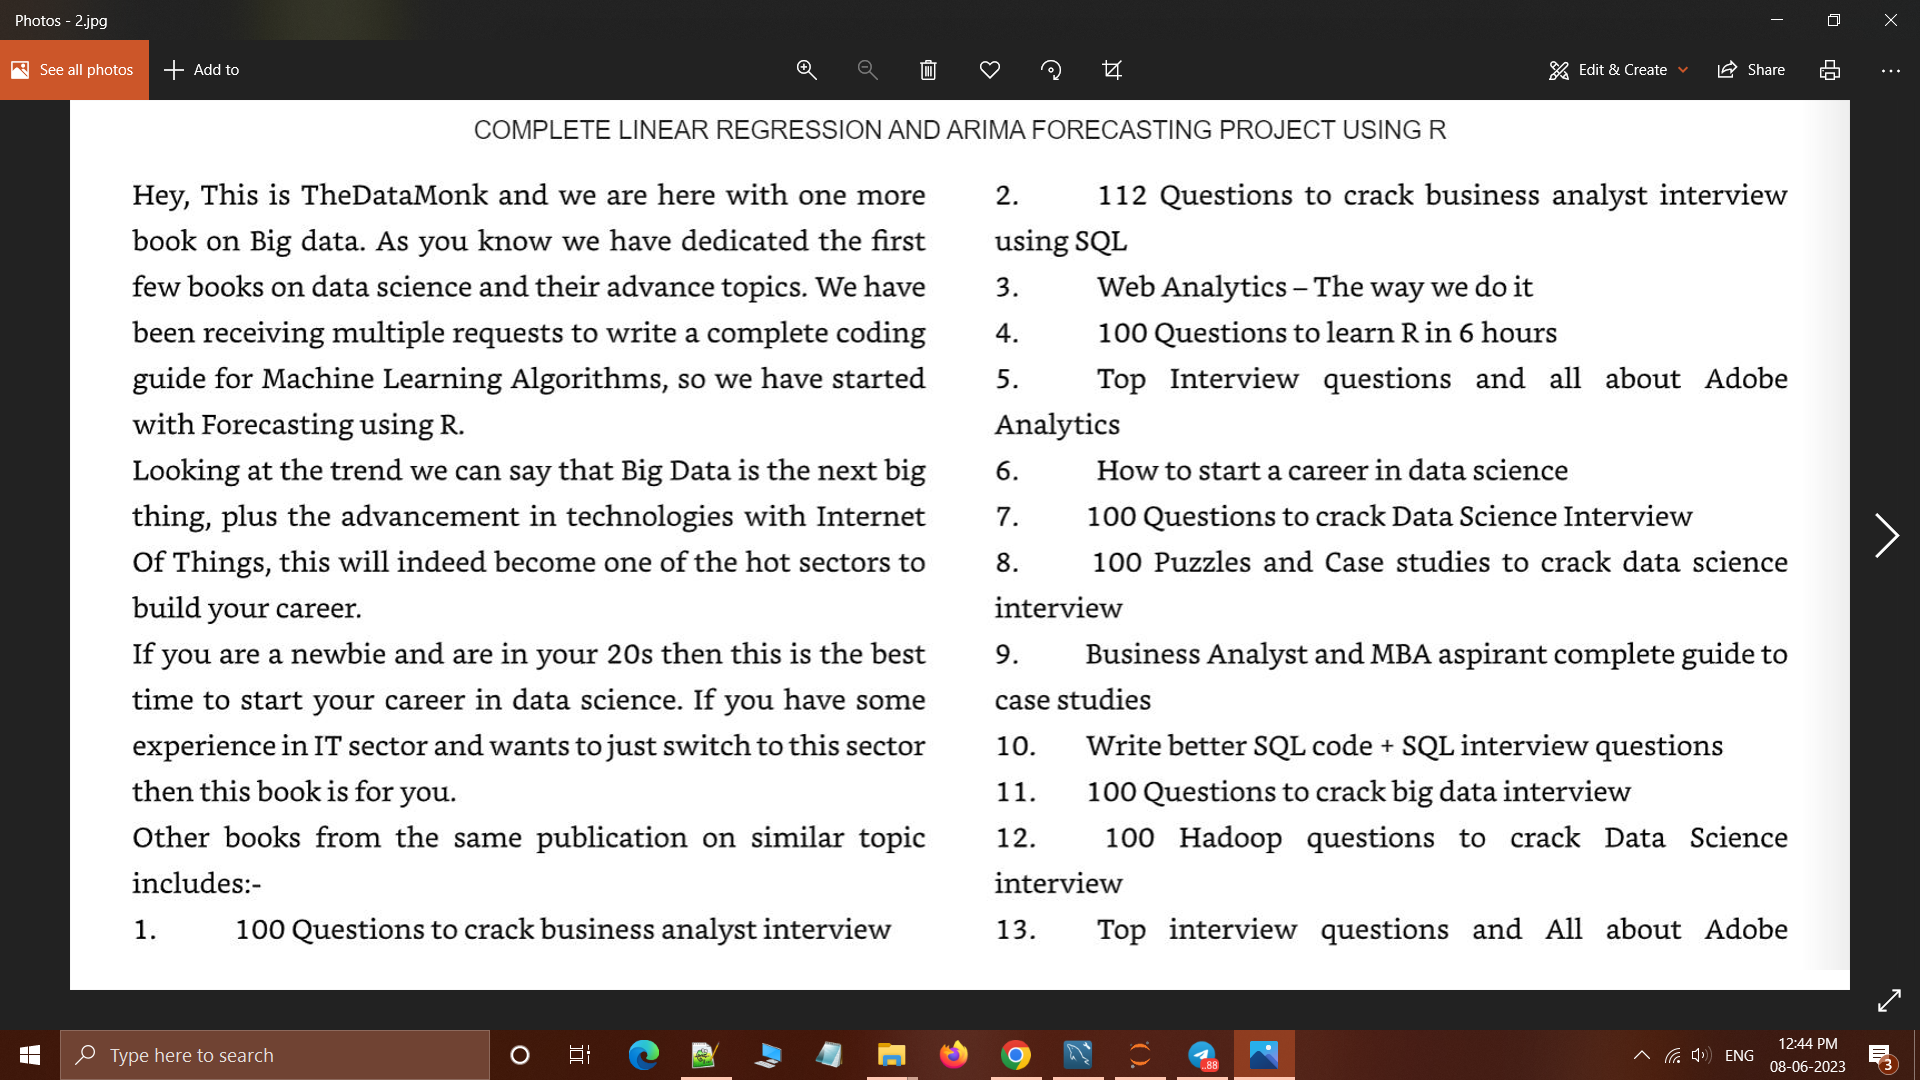 Photos - 2.jpg
See all photos
Add to
Edit & Create
Share
COMPLETE LINEAR REGRESSION AND ARIMA FORECASTING PROJECT USING R
Hey, This is TheDataMonk and we are here with one more
book on Big data. As you know we have dedicated the first
few books on data science and their advance topics. We have
been receiving multiple requests to write a complete coding
guide for Machine Learning Algorithms, so we have started
with Forecasting using R.
Looking at the trend we can say that Big Data is the next big
thing, plus the advancement in technologies with Internet
Of Things, this will indeed become one of the hot sectors to
build your career.
If you are a newbie and are in your 20s then this is the best
time to start your career in data science. If you have some
experience in IT sector and wants to just switch to this sector
then this book is for you.
Other books from the same publication on similar topic
includes:-
1. 100 Questions to crack business analyst interview
2. 112 Questions to crack business analyst interview
using SQL
3. Web Analytics – The way we do it
4. 100 Questions to learn R in 6 hours
5. Top Interview questions and all about Adobe
Analytics
6. How to start a career in data science
7. 100 Questions to crack Data Science Interview
8. 100 Puzzles and Case studies to crack data science
interview
9. Business Analyst and MBA aspirant complete guide to
case studies
10. Write better SQL code + SQL interview questions
11. 100 Questions to crack big data interview
12. 100 Hadoop questions to crack Data Science
interview
13. Top interview questions and All about Adobe
Type here to search
.88
ENG
12:44 PM
08-06-2023
3